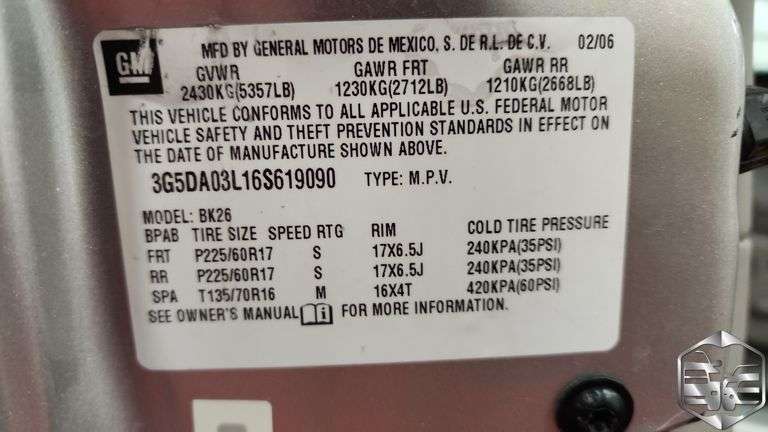 GM
MFD BY GENERAL MOTORS DE MEXICO, S. DE R.L. DE C.V. 02/06
GVWR GAWR FRT GAWR RR
2430KG(5357LB) 1230KG(2712LB) 1210KG(2668LB)
THIS VEHICLE CONFORMS TO ALL APPLICABLE U.S. FEDERAL MOTOR
VEHICLE SAFETY AND THEFT PREVENTION STANDARDS IN EFFECT ON
THE DATE OF MANUFACTURE SHOWN ABOVE.
3G5DA03L16S619090 TYPE: M.P.V.
MODEL: BK26
BPAB TIRE SIZE SPEED RTG RIM COLD TIRE PRESSURE
FRT P225/60R17 S 17X6.5J 240KPA(35PSI)
RR P225/60R17 S 17X6.5J 240KPA(35PSI)
SPA T135/70R16 M 16X4T 420KPA(60PSI)
SEE OWNER'S MANUAL i FOR MORE INFORMATION.